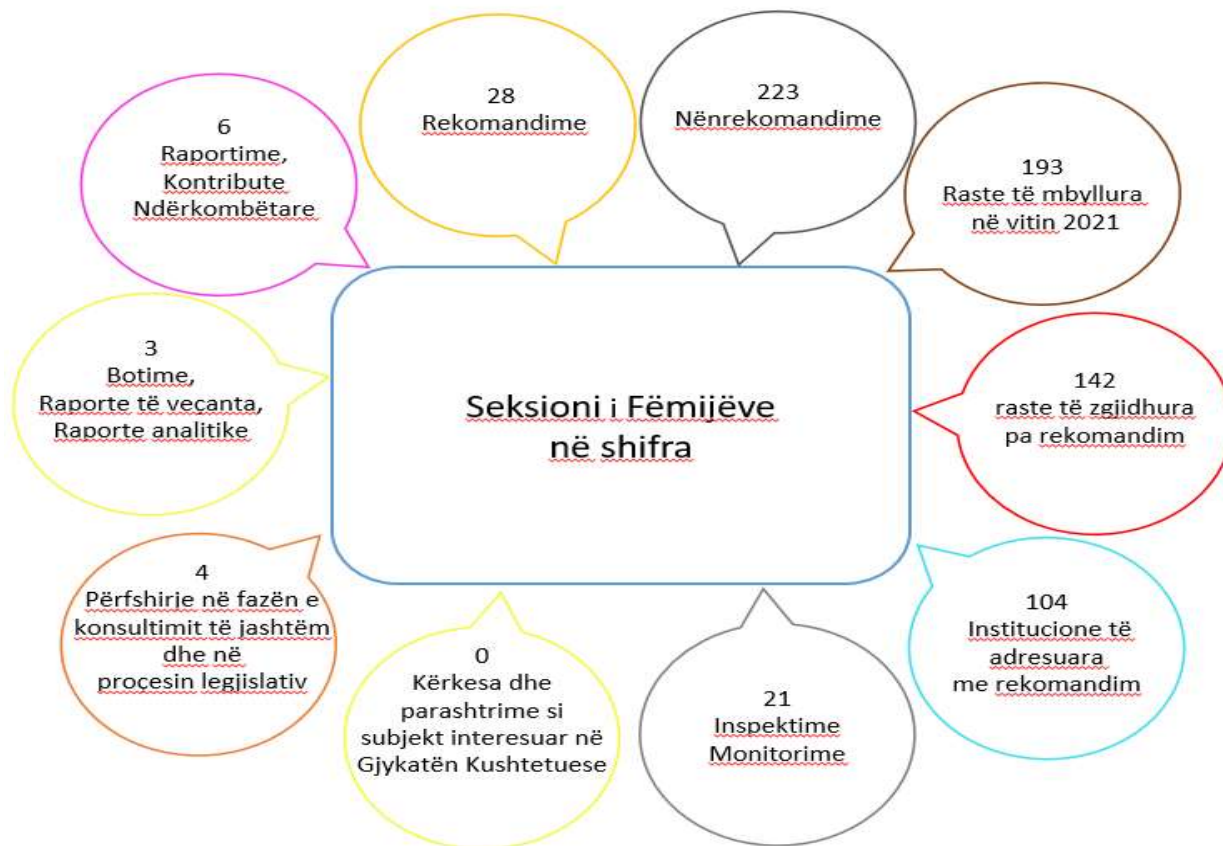 28
Rekomandime
223
Nënrekomandime
6
Raportime,
Kontribute
Ndërkombëtare
193
Raste të mbyllura
në vitin 2021
3
Botime,
Raporte të veçanta,
Raporte analitike
Seksioni i Fëmijëve
në shifra
142
raste të zgjidhura
pa rekomandim
4
Përfshirje në fazën e
konsultimit të jashtëm
dhe në
proçesin legjislativ
0
Kërkesa dhe
parashtrime si
subjekt interesuar në
Gjykatën Kushtetuese
21
Inspektime
Monitorime
104
Institucione të
adresuara
me rekomandim